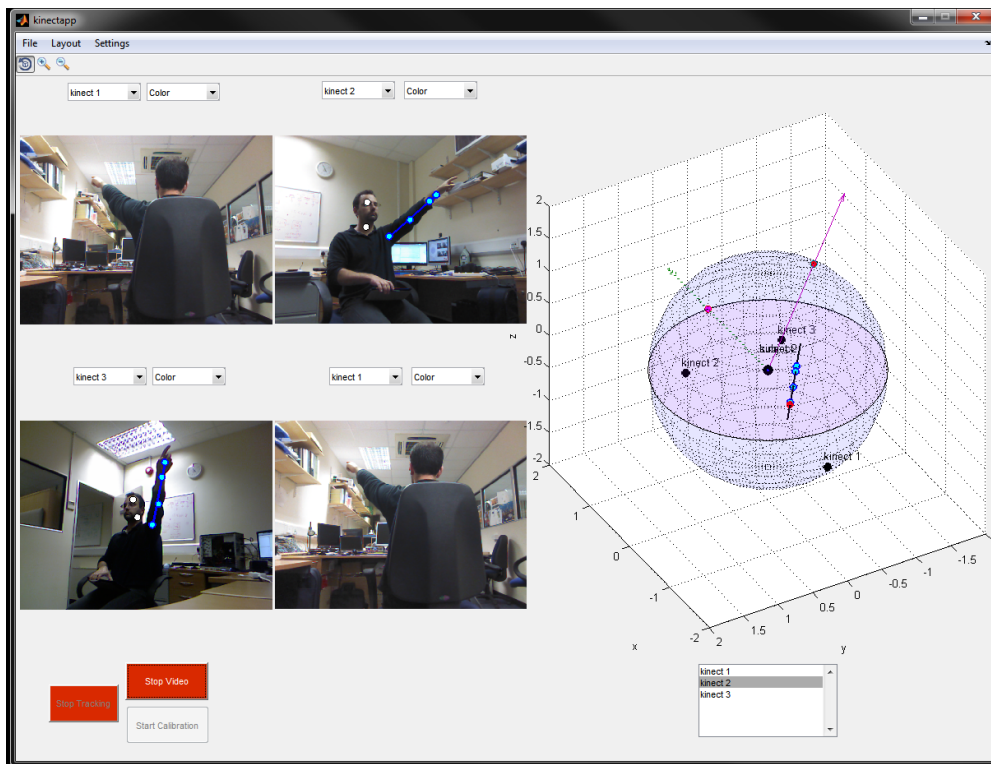 kinectapp
File Layout Settings
kinect 1 Color
kinect 2 Color
kinect 3 Color
kinect 1 Color
2
1.5
1
0.5
0
-0.5
-1
-1.5
-2
z
kinect 3
kinect 2
kinect 1
2
1
0
-1
-2
x
2
1.5
1
0.5
0
-0.5
-1
-1.5
y
Stop Tracking
Stop Video
Start Calibration
kinect 1
kinect 2
kinect 3